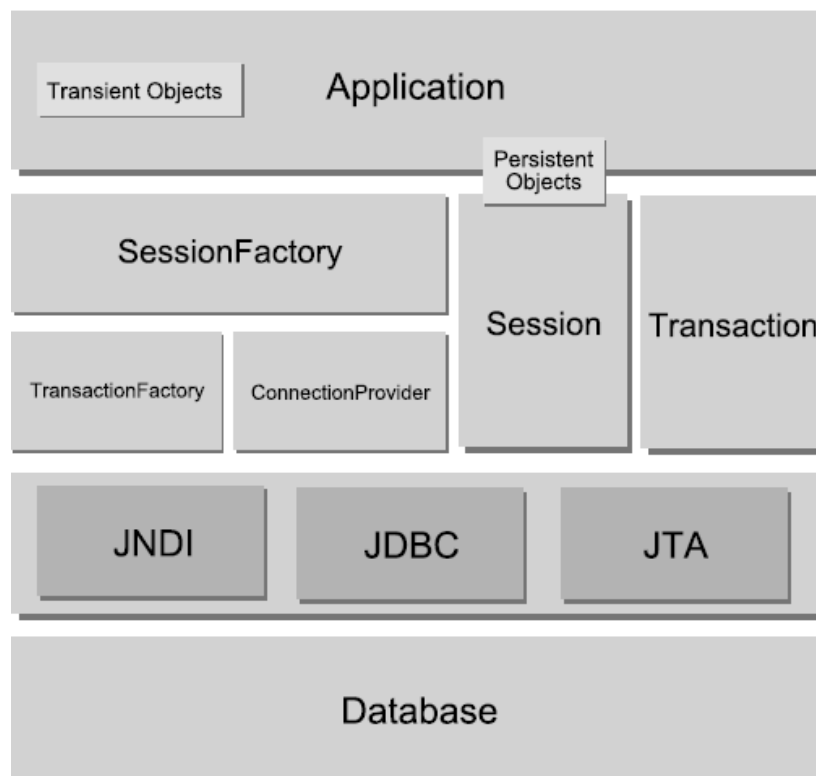 Transient Objects
Application
Persistent
Objects
SessionFactory
Session
Transaction
TransactionFactory
ConnectionProvider
JNDI
JDBC
JTA
Database